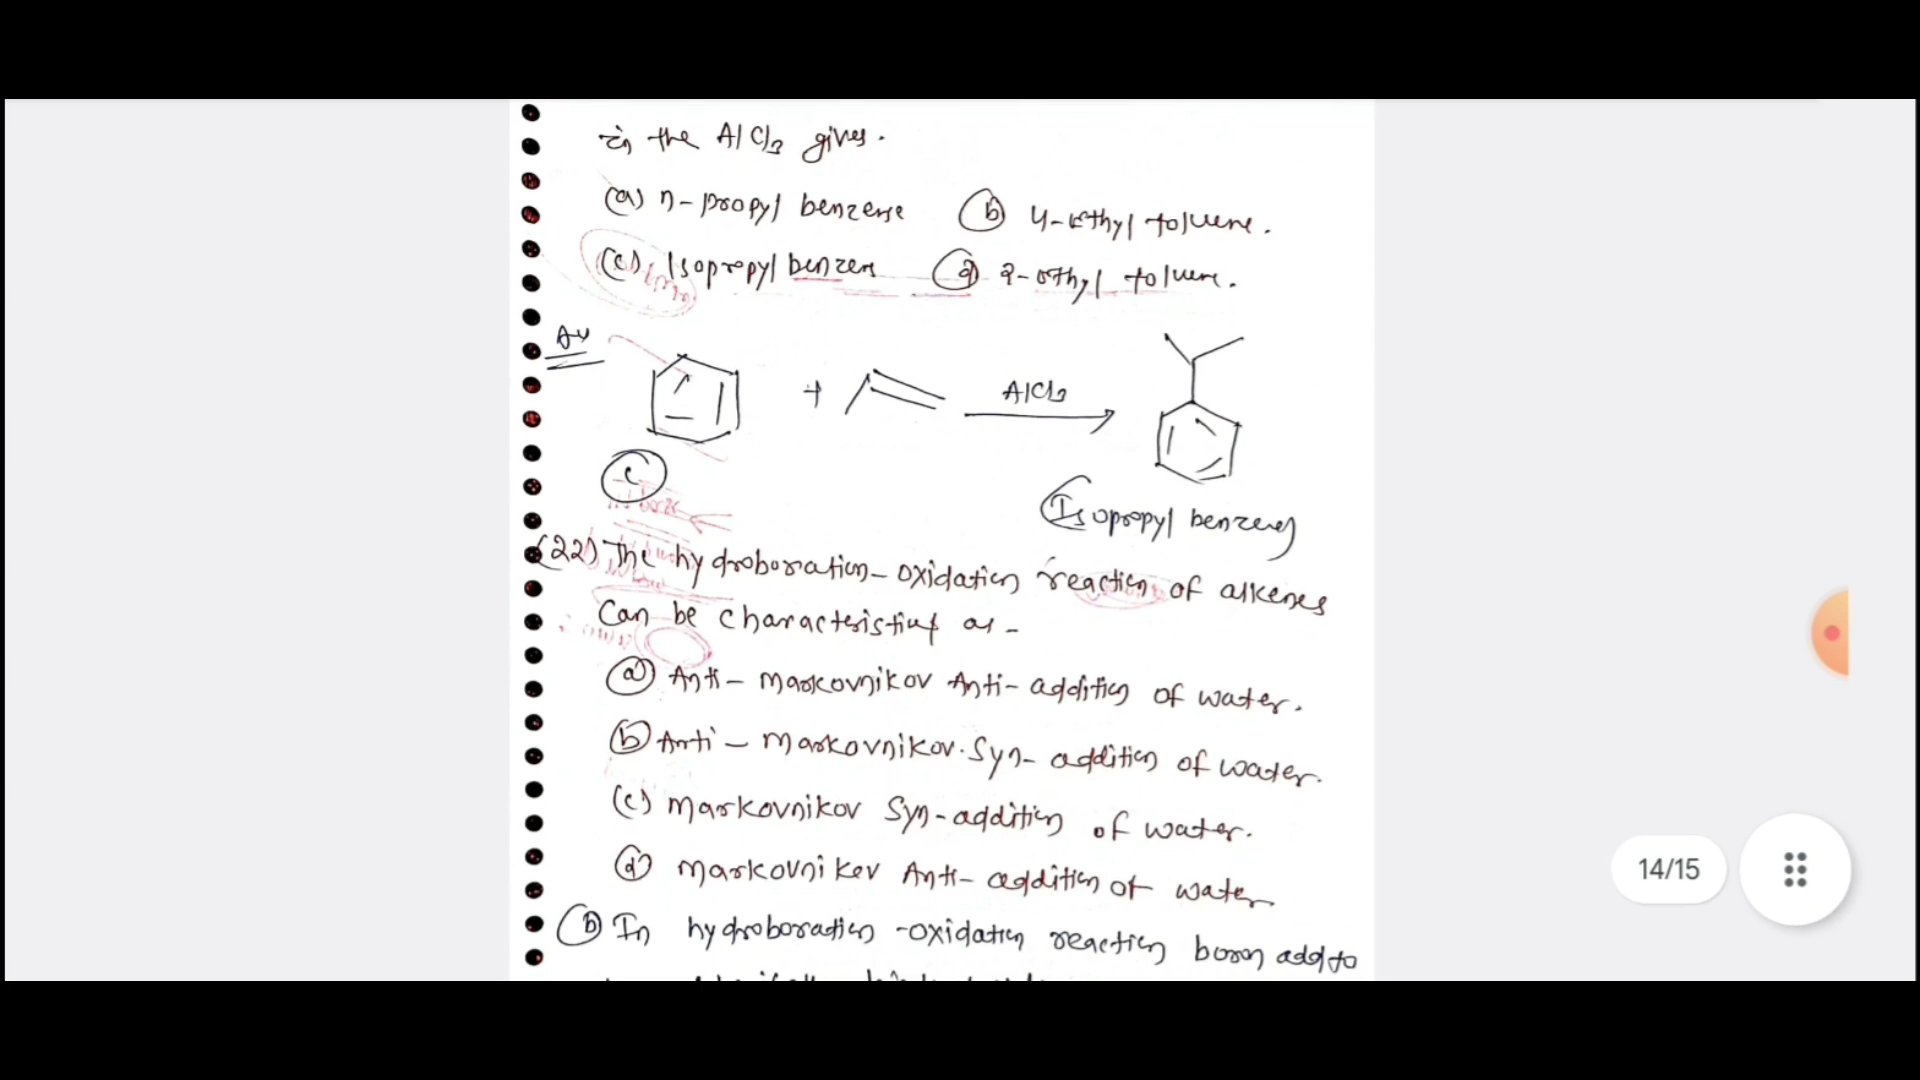 in the AlCl3 gives.
(a) n-propyl benzene (b) 4-ethyl toluene.
(c) Isopropyl benzen (d) 2-ethyl toluene.
+ AlCl3
(c)
Isopropyl benzene
(22) The hydroboration-oxidation reaction of alkenes
Can be characteristics as -
(a) Anti - markovnikov Anti-addition of water.
(b) Anti - markovnikov. Syn- addition of water.
(c) markovnikov Syn-addition of water.
(d) markovnikov Anti-addition of water
(b) In hydroboration -oxidation reaction boron add to
14/15